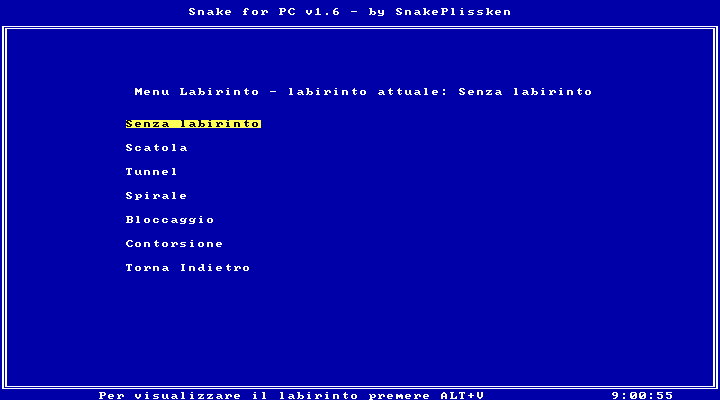 Snake for PC v1.6 - by SnakePlissken
Menu Labirinto - labirinto attuale: Senza labirinto
Senza labirinto
Scatola
Tunnel
Spirale
Bloccaggio
Contorsione
Torna Indietro
Per visualizzare il labirinto premere ALT+V 9:00:55